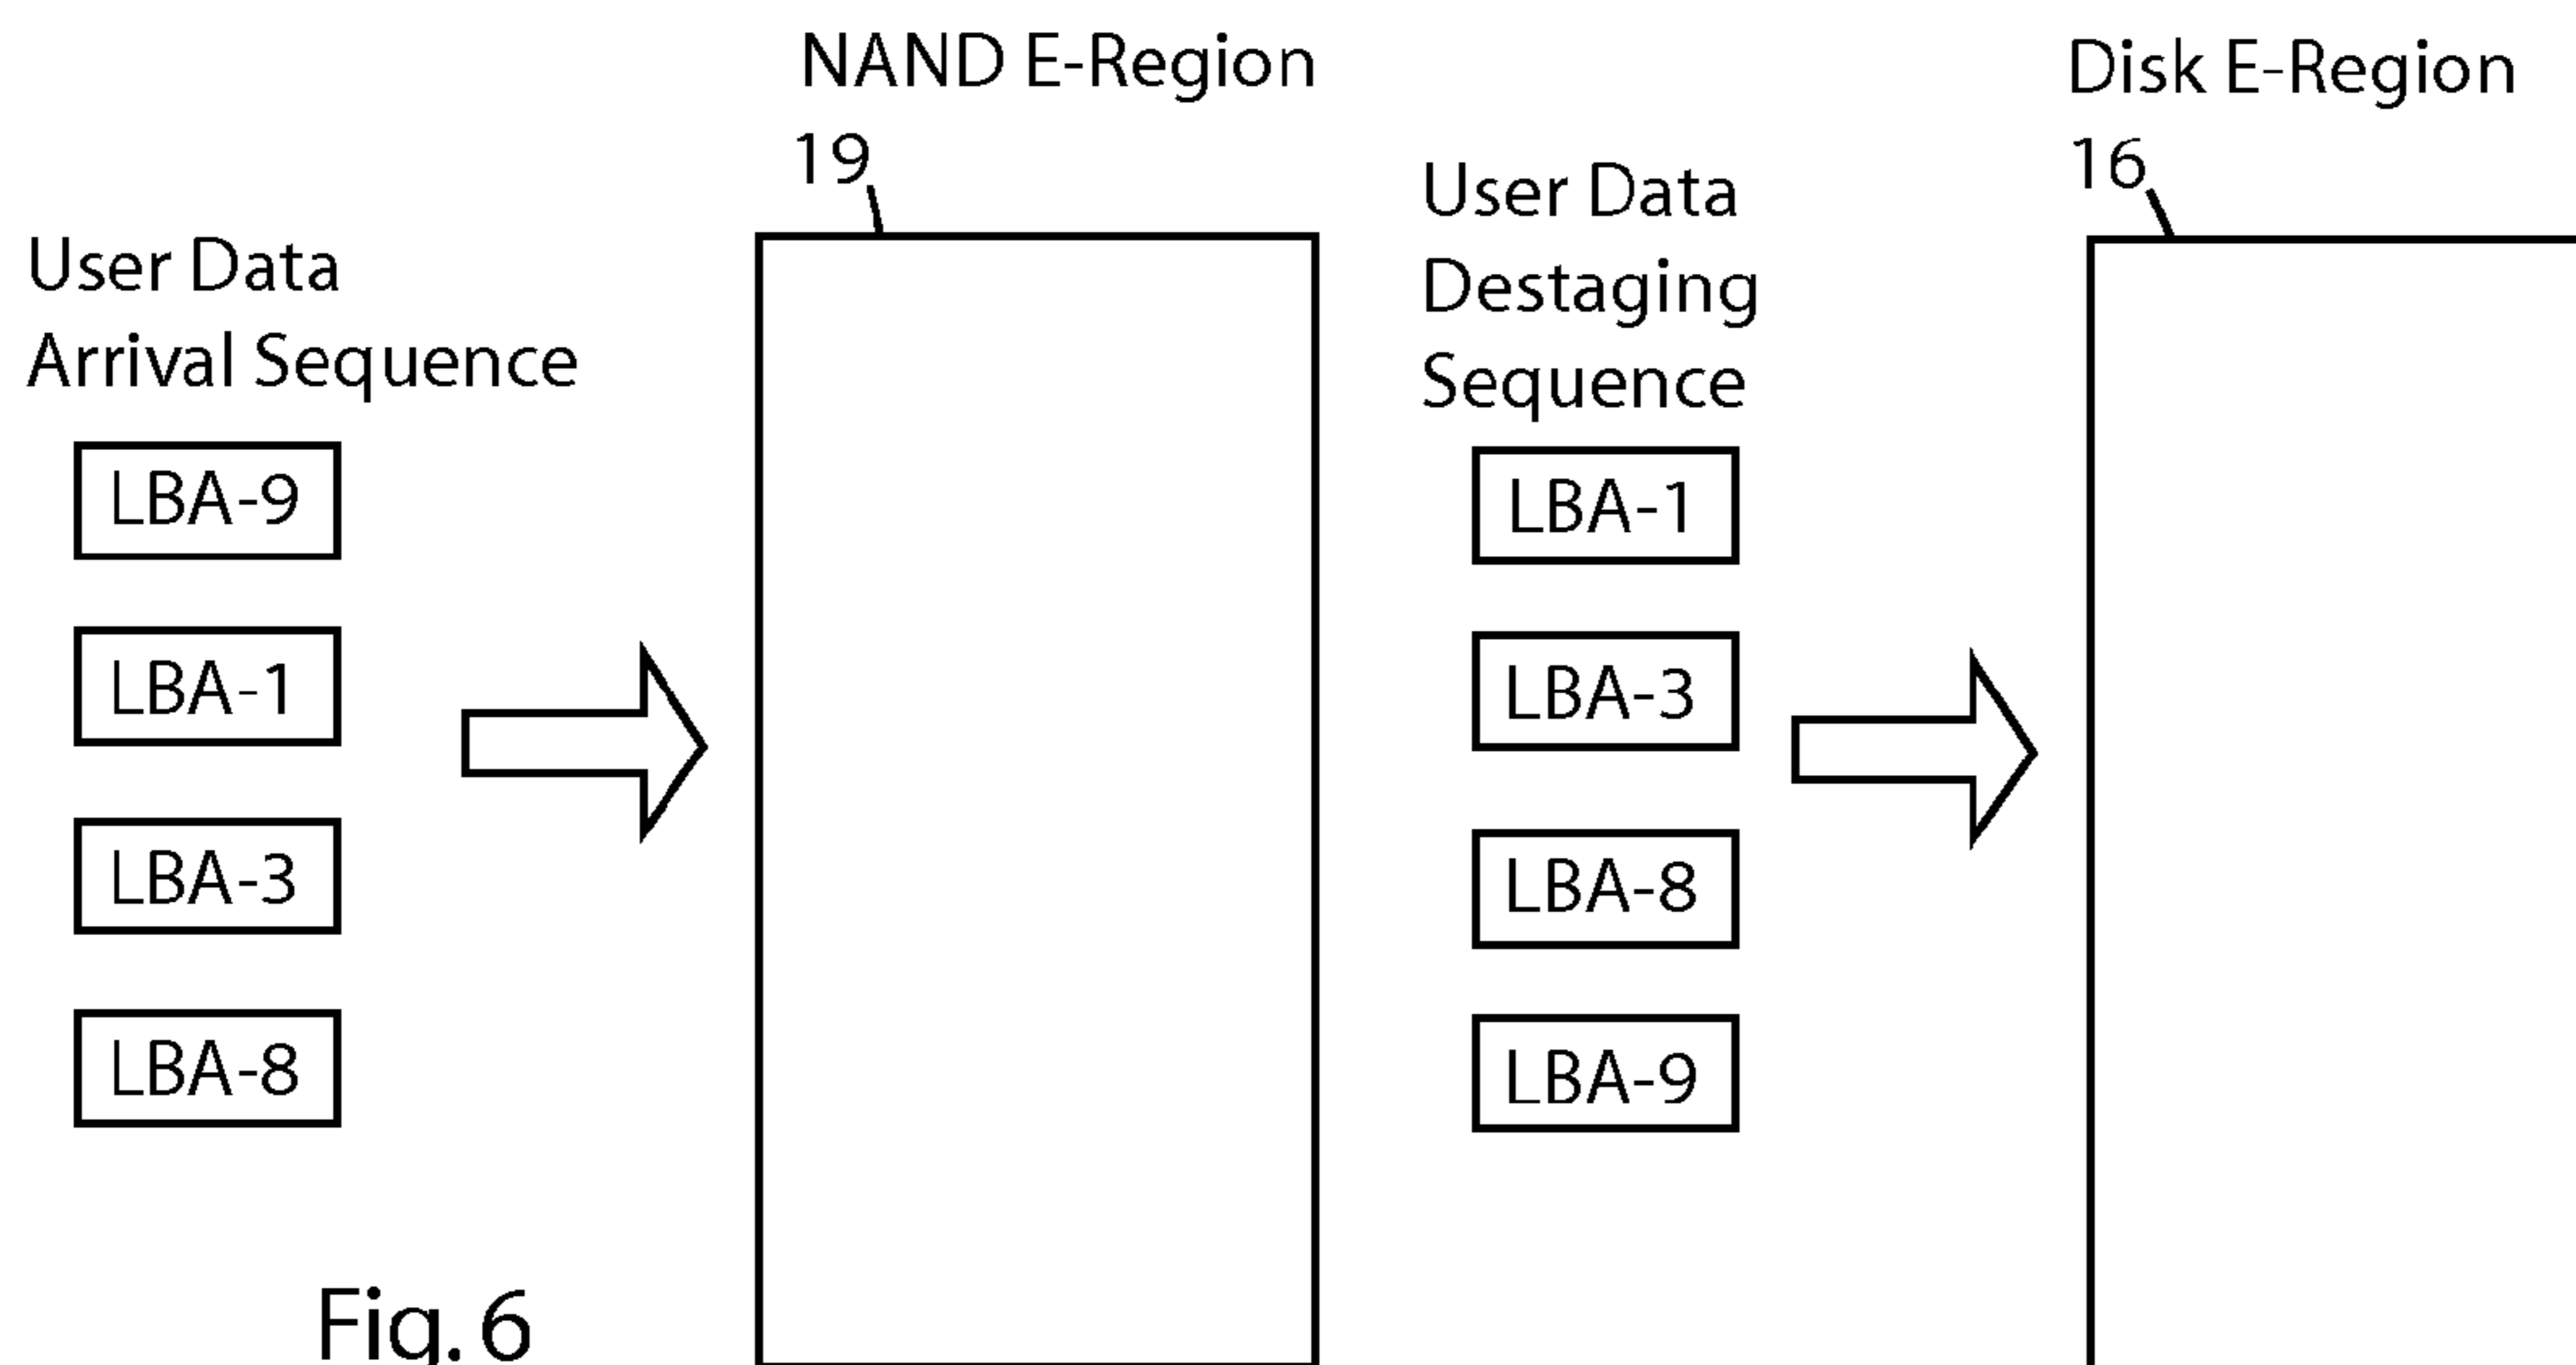 NAND E-Region
19
Disk E-Region
16
User Data
Arrival Sequence
LBA-9
LBA-1
LBA-3
LBA-8
User Data
Destaging
Sequence
LBA-1
LBA-3
LBA-8
LBA-9
Fig. 6